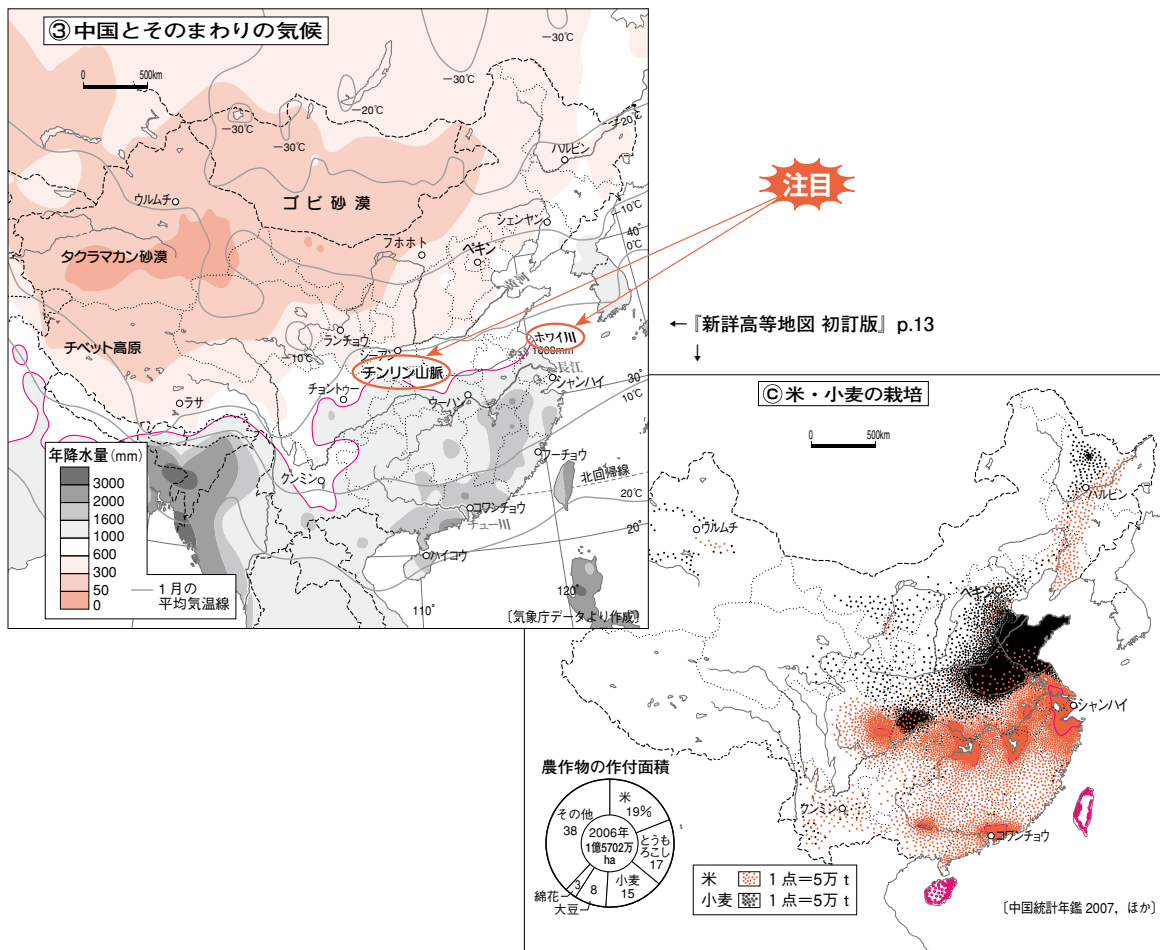 ③中国とそのまわりの気候
0 500km
−30℃
−30℃
−20℃
−30℃
−30℃
−20℃
ハルビン
ウルムチ
ゴビ砂漠
−10℃
シェンヤン
40°
0℃
フホホト
ペキン
タクラマカン砂漠
黄河
ランチョウ
−10℃
シーアン
ホワイ川
1000mm
チベット高原
チンリン山脈
長江
シャンハイ
チョントゥー
ウーハン
30°
10℃
ラサ
年降水量(mm)
3000
2000
1600
1000
600
300
50
0
1月の
平均気温線
フーチョウ
北回帰線
クンミン
20℃
コワンチョウ
チュー川
20°
ハイコウ
110°
120°
〔気象庁データより作成〕
注目
←『新詳高等地図 初訂版』p.13
↓
Ⓒ米・小麦の栽培
0 500km
ハルビン
ウルムチ
ペキン
シャンハイ
クンミン
コワンチョウ
農作物の作付面積
米
19%
とうも
ろこし
17
小麦
15
8
大豆
3
綿花
その他
38
2006年
1億5702万
ha
米 1点=5万t
小麦 1点=5万t
〔中国統計年鑑 2007，ほか〕